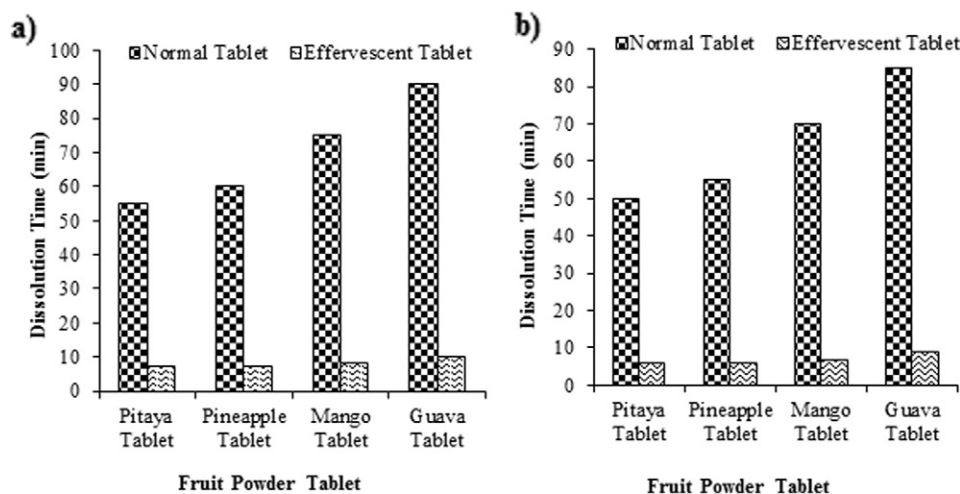 a)
Normal Tablet Effervescent Tablet
Dissolution Time (min)
100
90
80
70
60
50
40
30
20
10
0
Pitaya Tablet
Pineapple Tablet
Mango Tablet
Guava Tablet
Fruit Powder Tablet
b)
Normal Tablet Effervescent Tablet
Dissolution Time (min)
90
80
70
60
50
40
30
20
10
0
Pitaya Tablet
Pineapple Tablet
Mango Tablet
Guava Tablet
Fruit Powder Tablet